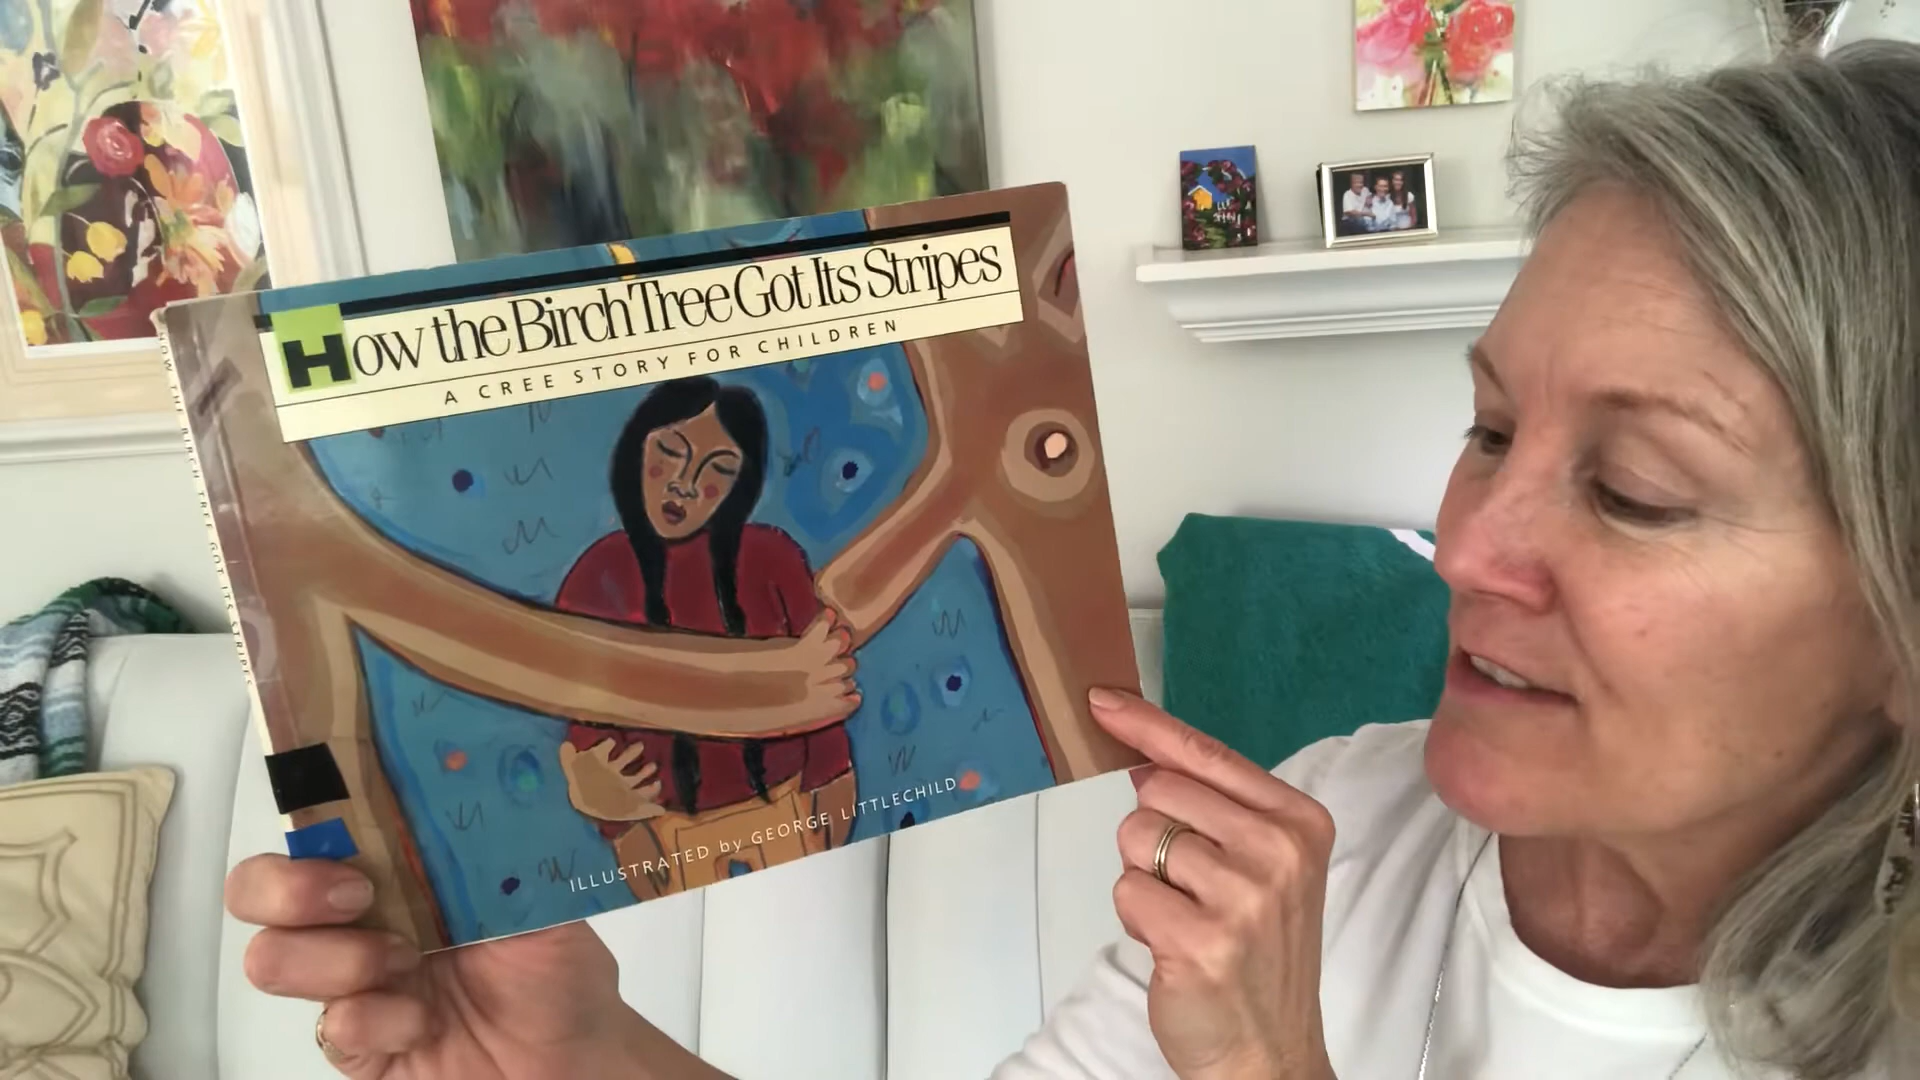 How the Birch Tree Got Its Stripes
A CREE STORY FOR CHILDREN
ILLUSTRATED by GEORGE LITTLECHILD
HOW THE BIRCH TREE GOT ITS STRIPES